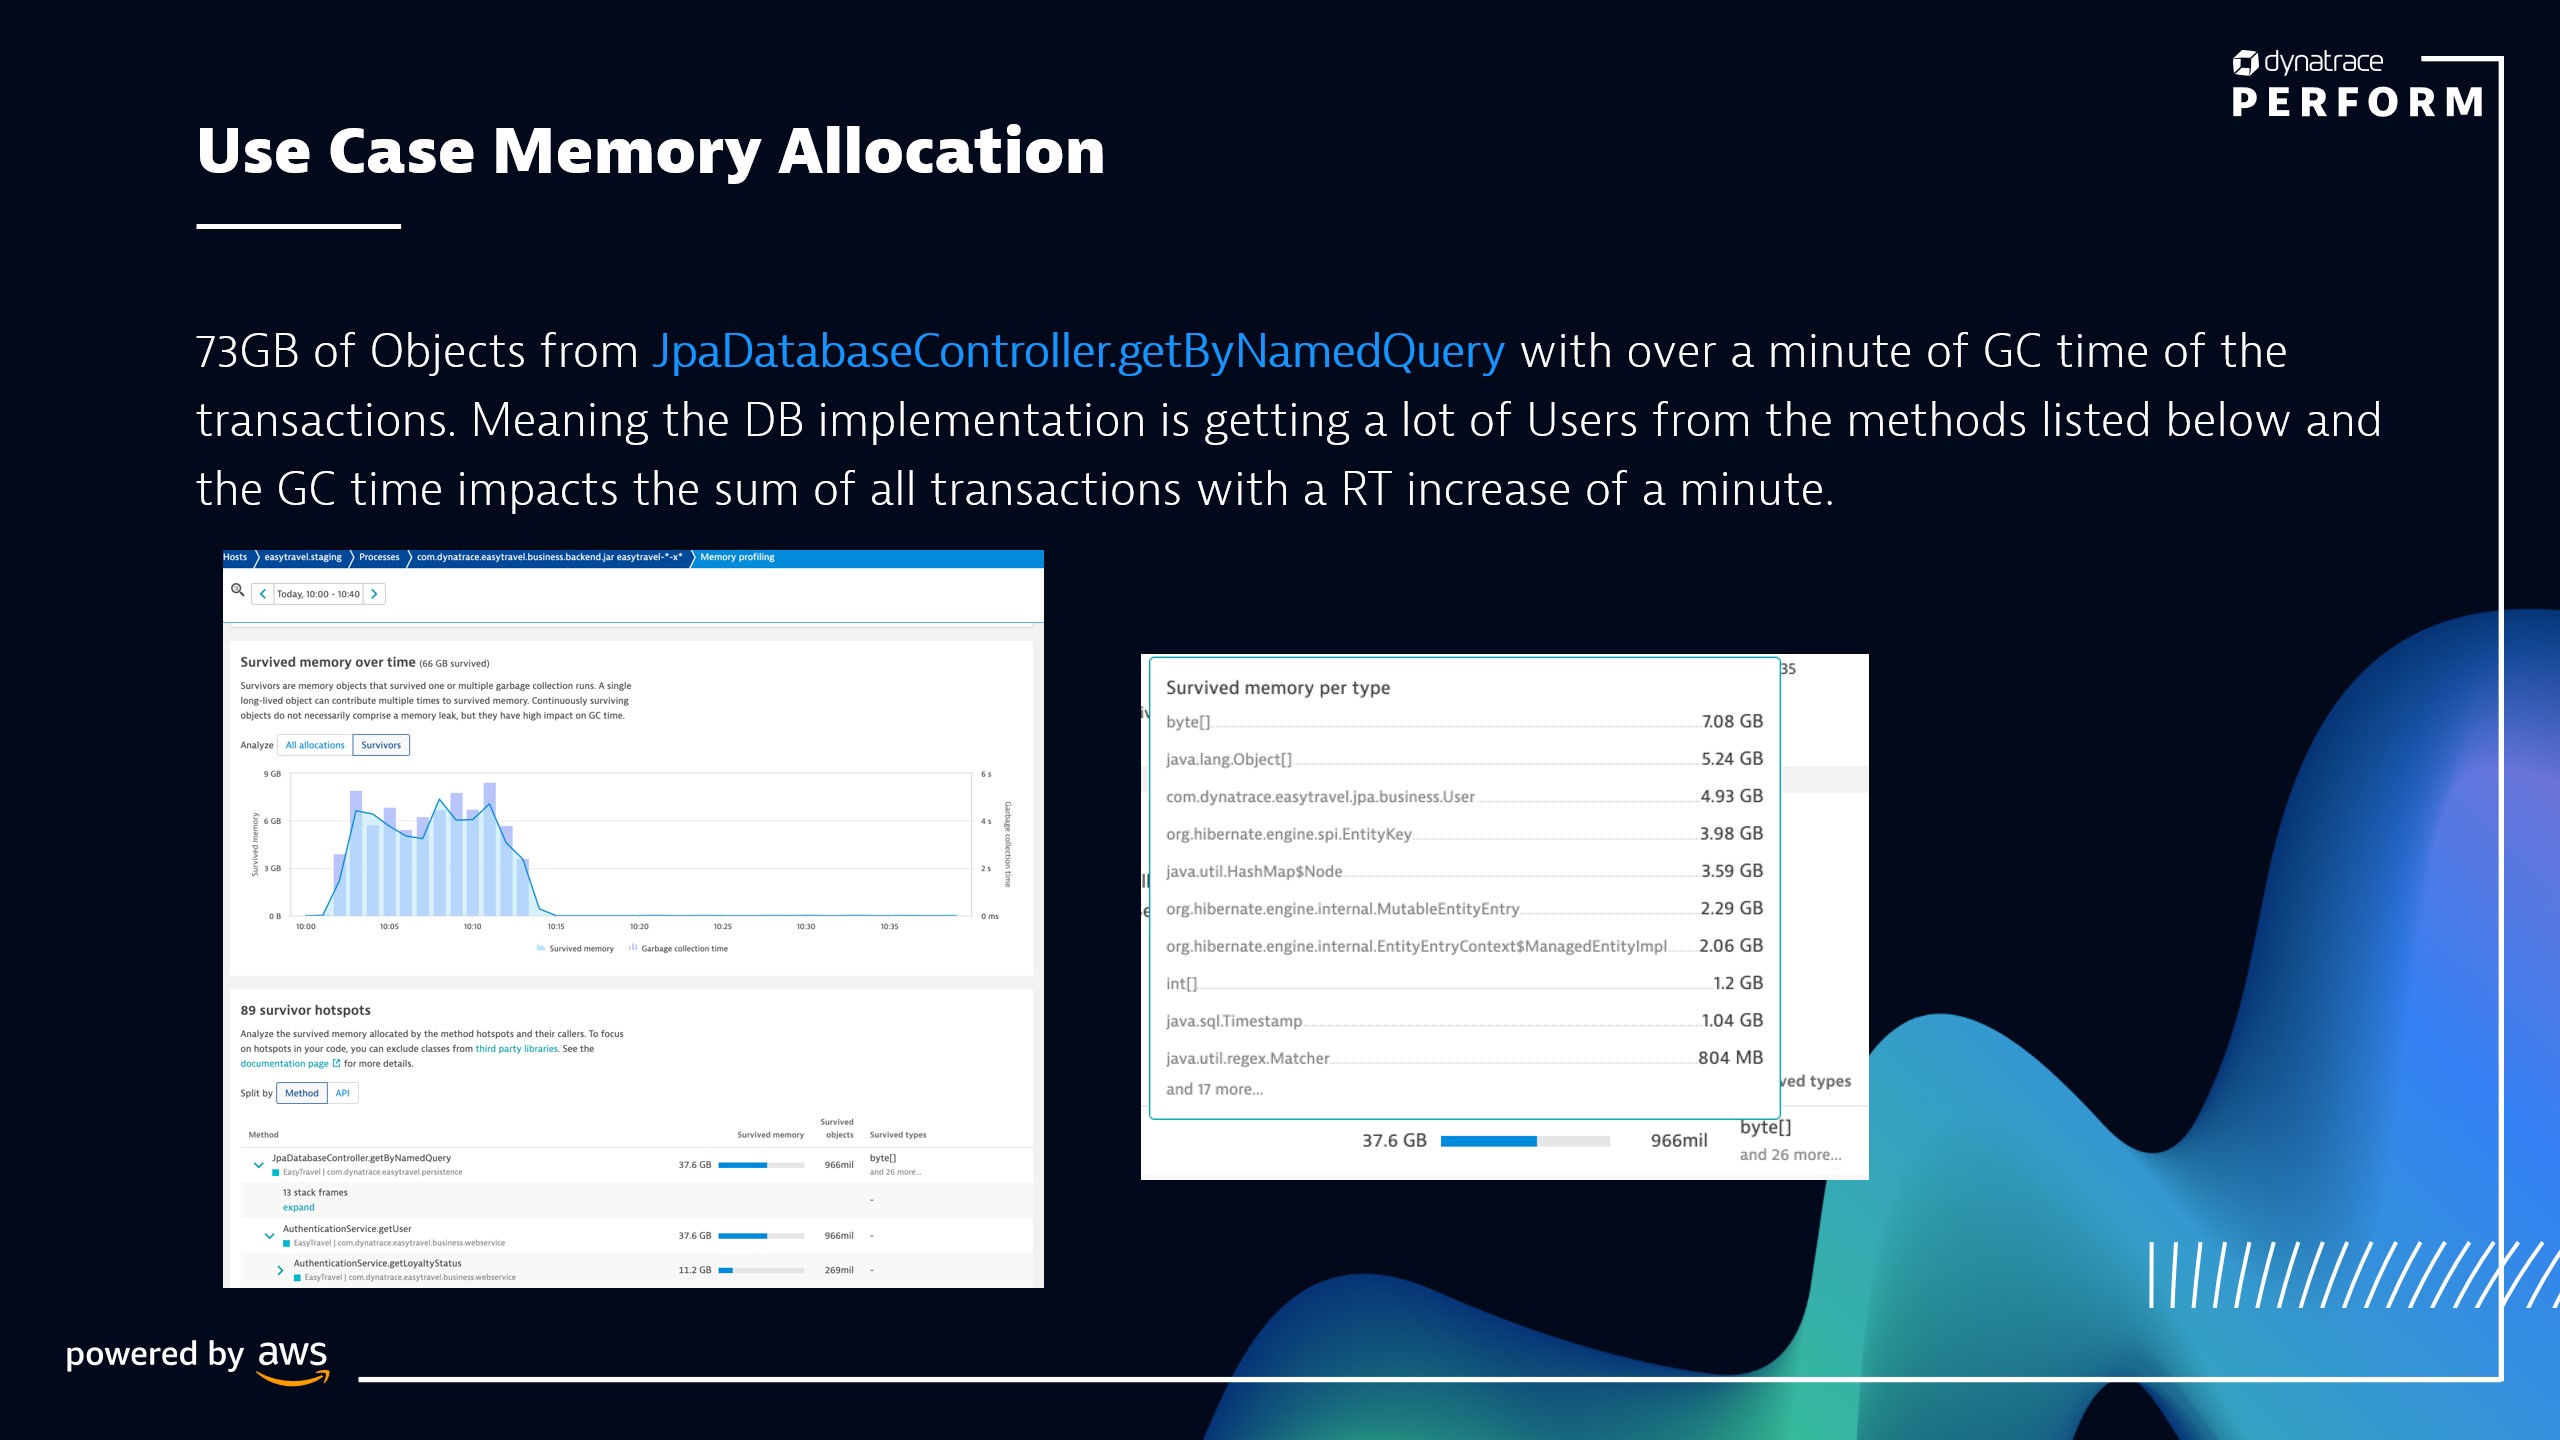 dynatrace
PERFORM
Use Case Memory Allocation
73GB of Objects from JpaDatabaseController.getByNamedQuery with over a minute of GC time of the
transactions. Meaning the DB implementation is getting a lot of Users from the methods listed below and
the GC time impacts the sum of all transactions with a RT increase of a minute.
Hosts easytravel.staging Processes com.dynatrace.easytravel.business.backend.jar easytravel-*-x* Memory profiling
Today, 10:00 - 10:40
Survived memory over time (66 GB survived)
Survivors are memory objects that survived one or multiple garbage collection runs. A single
long-lived object can contribute multiple times to survived memory. Continuously surviving
objects do not necessarily comprise a memory leak, but they have high impact on GC time.
Analyze All allocations Survivors
9 GB 6 s
6 GB 4 s
3 GB 2 s
0 B 0 ms
Survived memory
Garbage collection time
10:00 10:05 10:10 10:15 10:20 10:25 10:30 10:35
Survived memory Garbage collection time
89 survivor hotspots
Analyze the survived memory allocated by the method hotspots and their callers. To focus
on hotspots in your code, you can exclude classes from third party libraries. See the
documentation page for more details.
Split by Method API
Method Survived memory Survived objects Survived types
JpaDatabaseController.getByNamedQuery 37.6 GB 966mil byte[]
EasyTravel | com.dynatrace.easytravel.persistence and 26 more...
13 stack frames -
expand
AuthenticationService.getUser 37.6 GB 966mil -
EasyTravel | com.dynatrace.easytravel.business.webservice
AuthenticationService.getLoyaltyStatus 11.2 GB 269mil -
EasyTravel | com.dynatrace.easytravel.business.webservice
35
Survived memory per type
byte[] 7.08 GB
java.lang.Object[] 5.24 GB
com.dynatrace.easytravel.jpa.business.User 4.93 GB
org.hibernate.engine.spi.EntityKey 3.98 GB
java.util.HashMap$Node 3.59 GB
org.hibernate.engine.internal.MutableEntityEntry 2.29 GB
org.hibernate.engine.internal.EntityEntryContext$ManagedEntityImpl 2.06 GB
int[] 1.2 GB
java.sql.Timestamp 1.04 GB
java.util.regex.Matcher 804 MB
and 17 more...
ved types
37.6 GB 966mil byte[]
and 26 more...
powered by aws